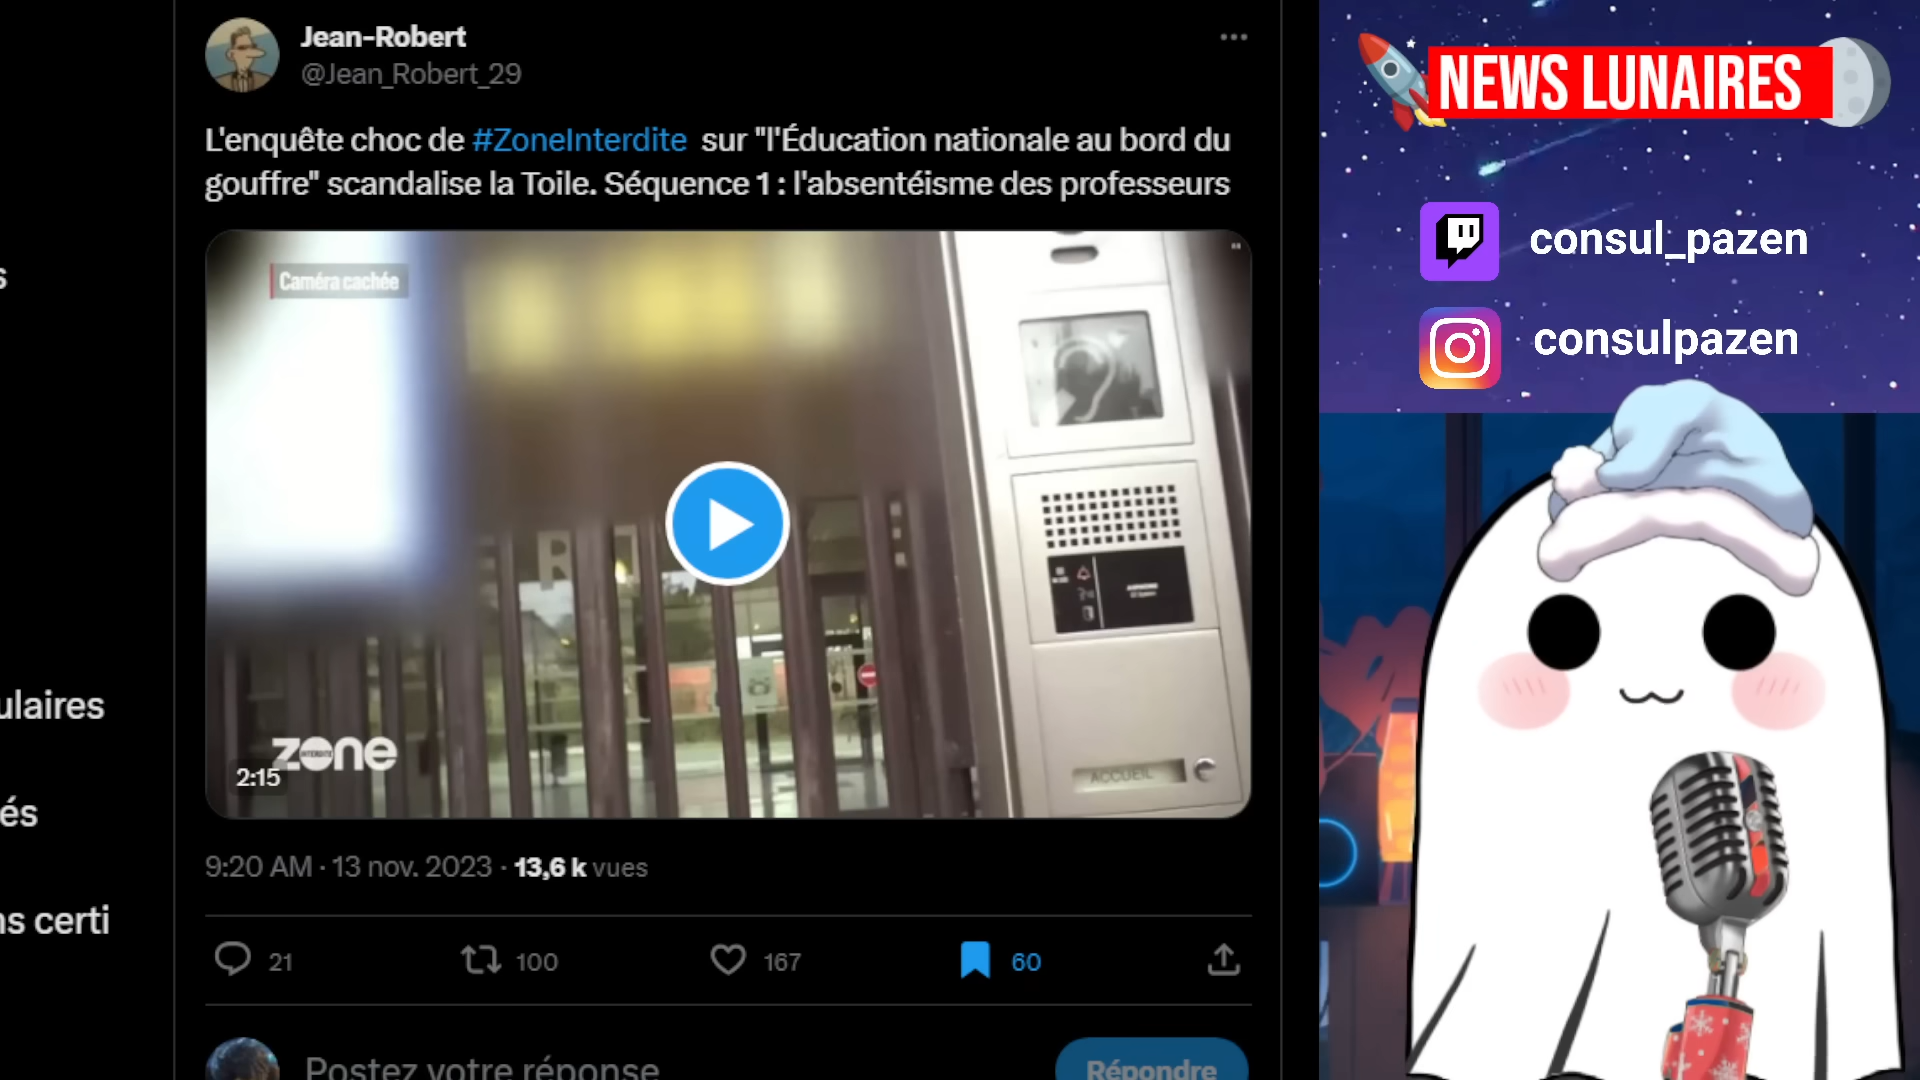 Jean-Robert
@Jean_Robert_29
L'enquête choc de #ZoneInterdite sur "l'Éducation nationale au bord du
gouffre" scandalise la Toile. Séquence 1 : l'absentéisme des professeurs
Caméra cachée
zone
INTERDITE
2:15
ACCUEIL
9:20 AM · 13 nov. 2023 · 13,6 k vues
21
100
167
60
Postez votre réponse
Répondre
s
ulaires
és
ns certi
NEWS LUNAIRES
consul_pazen
consulpazen